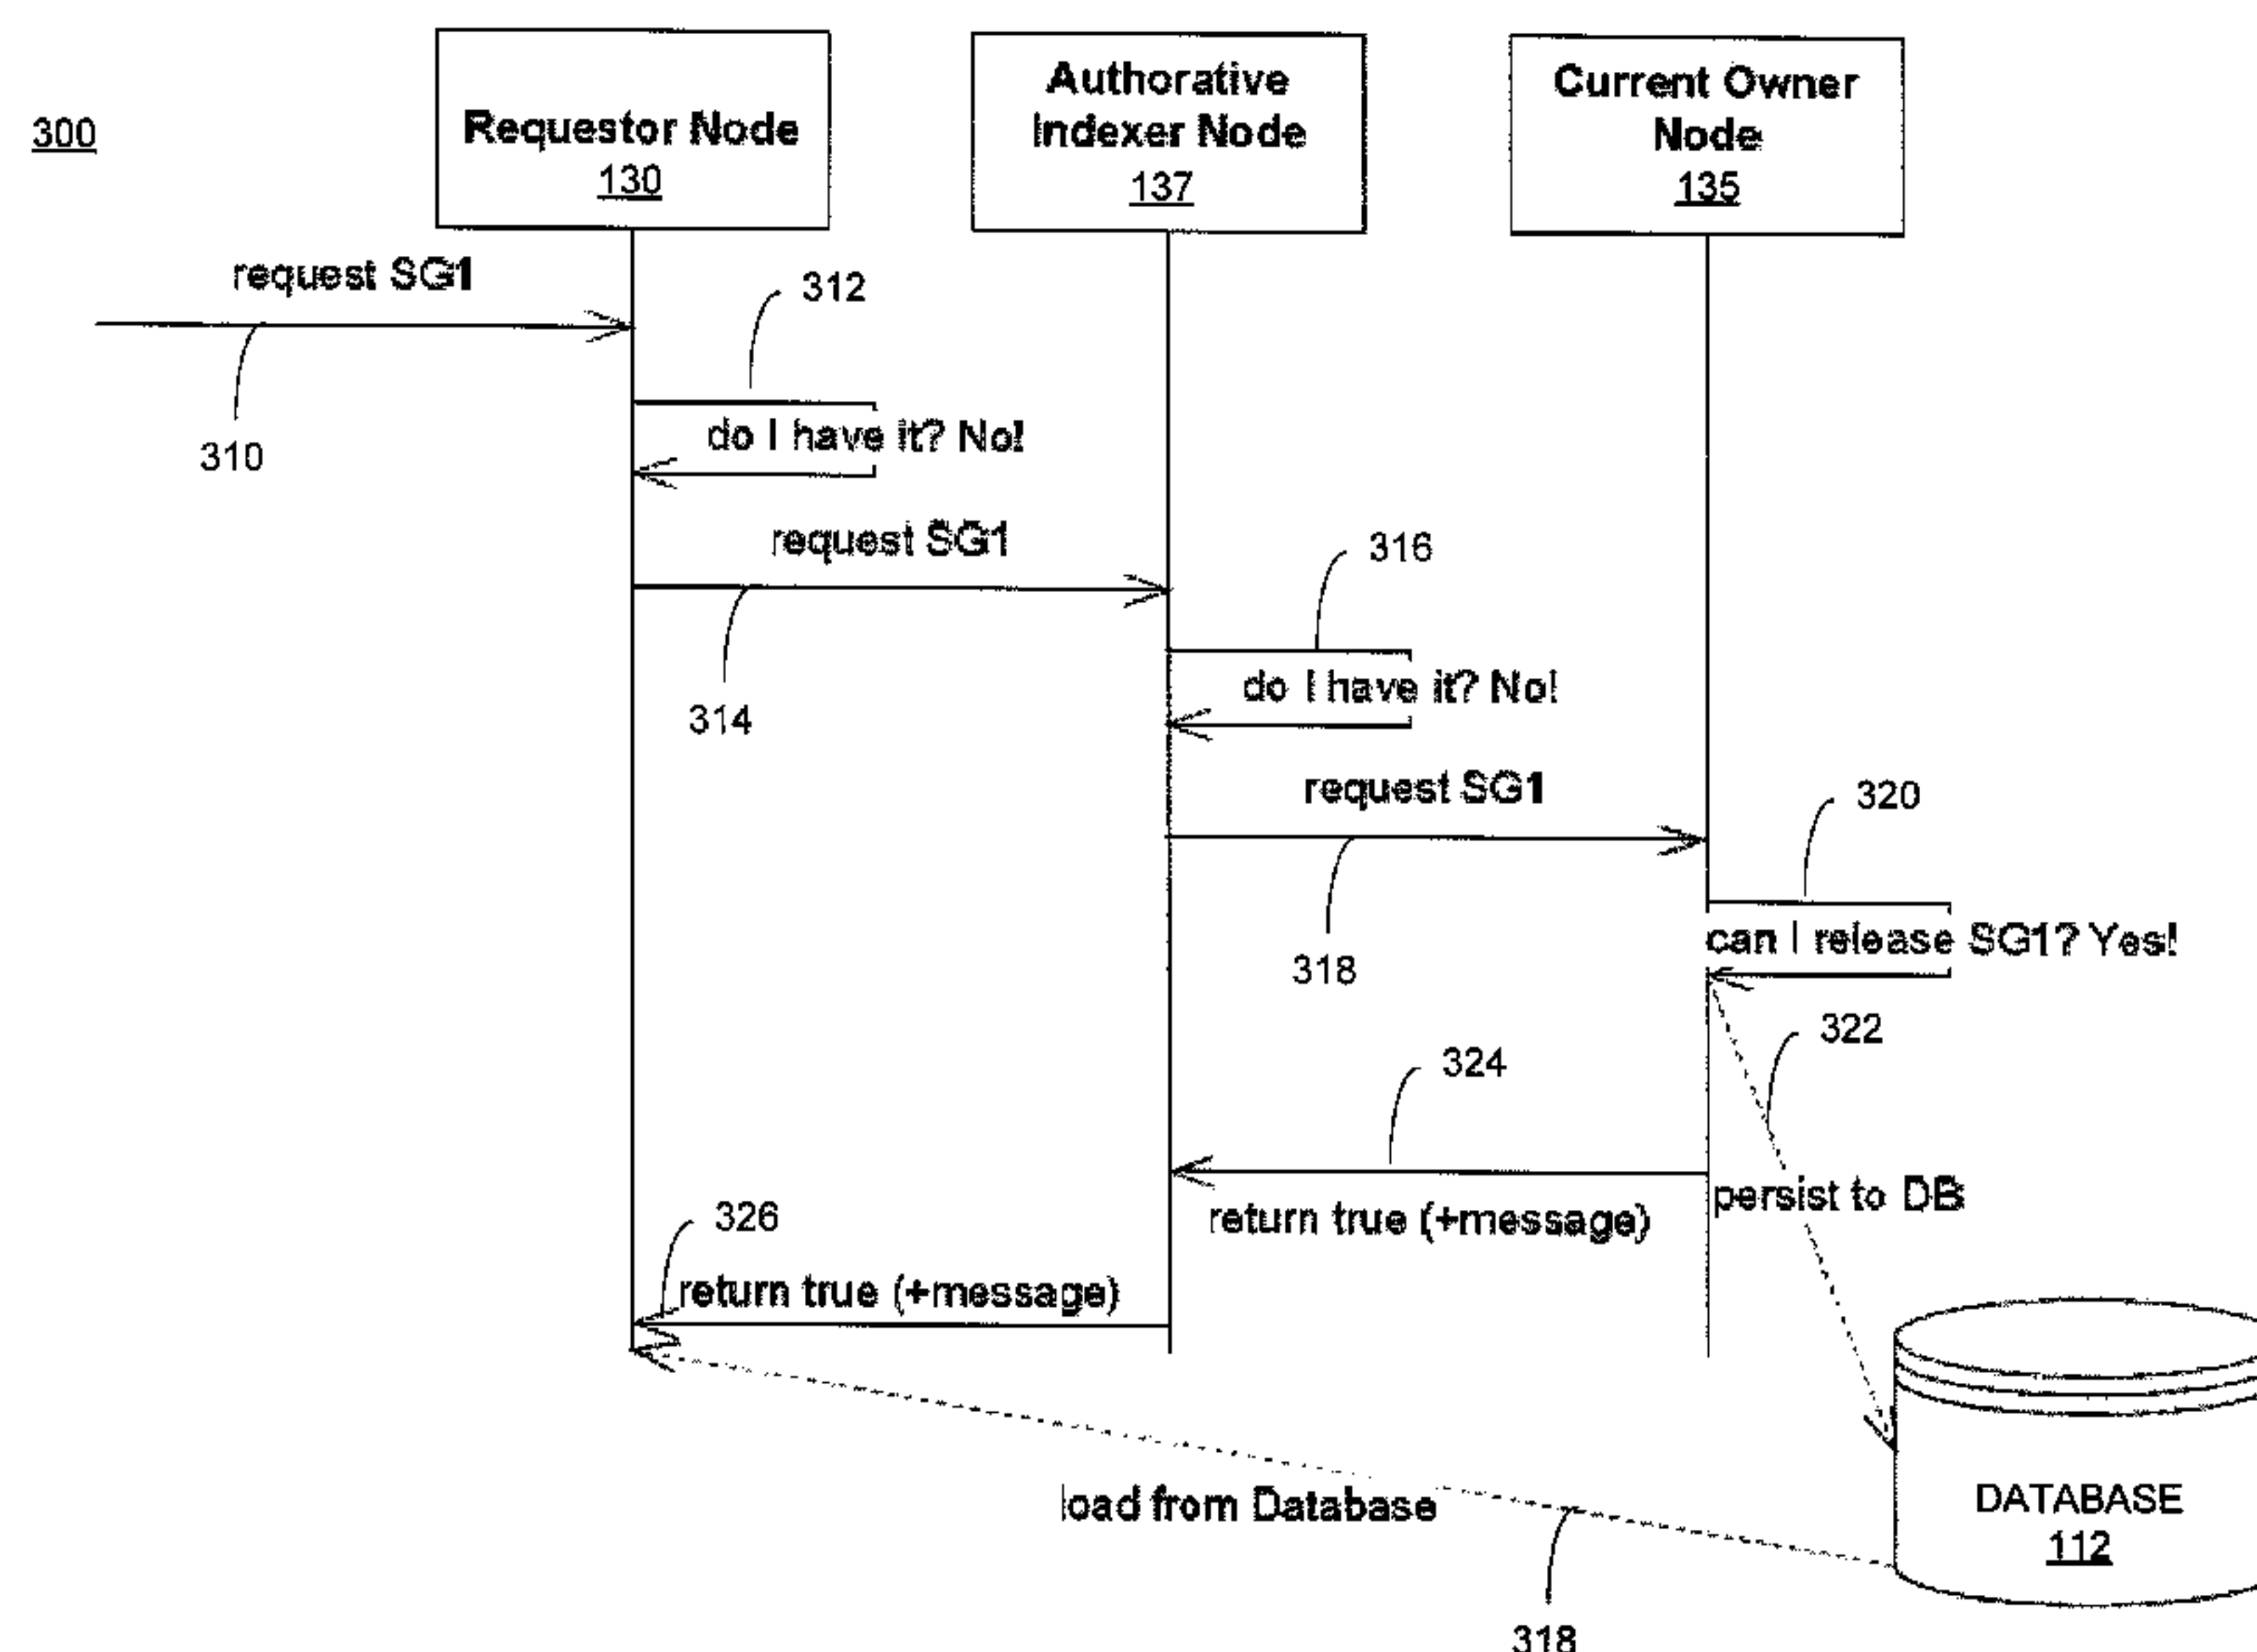 300
Requestor Node
130
Authorative
Indexer Node
137
Current Owner
Node
135
request SG1
310
312
do I have it? No!
request SG1
314
316
do I have it? No!
request SG1
318
320
can I release SG1? Yes!
322
persist to DB
324
return true (+message)
326
return true (+message)
load from Database
318
DATABASE
112